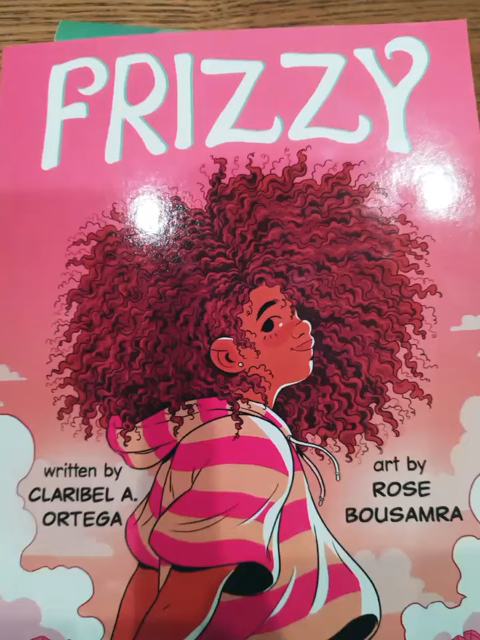 FRIZZY
written by
CLARIBEL A.
ORTEGA
art by
ROSE
BOUSAMRA